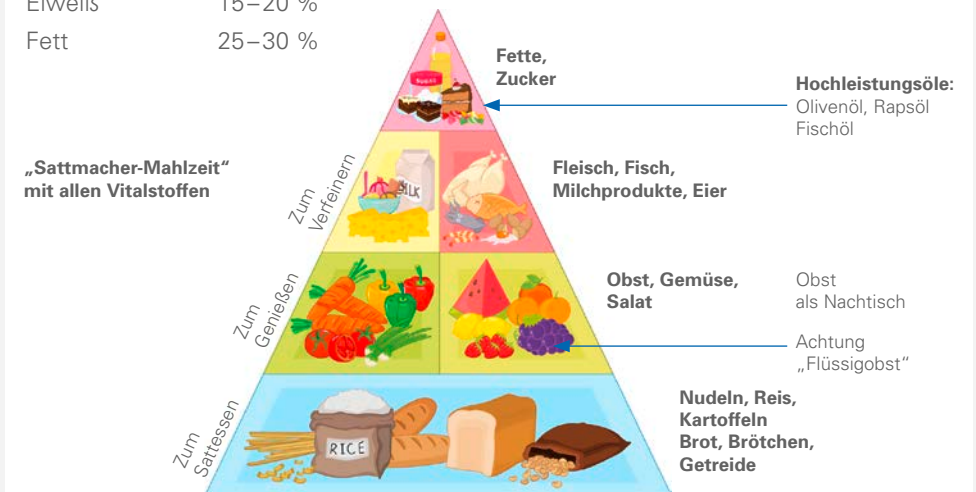 Eiweiß 15–20 %
Fett 25–30 %
SUGAR
Fette,
Zucker
Hochleistungsöle:
Olivenöl, Rapsöl
Fischöl
„Sattmacher-Mahlzeit“
mit allen Vitalstoffen
Zum
Verfeinern
MILK
Fleisch, Fisch,
Milchprodukte, Eier
Zum
Genießen
Obst, Gemüse,
Salat
Obst
als Nachtisch
Achtung
„Flüssigobst“
Zum
Sattessen
RICE
Nudeln, Reis,
Kartoffeln
Brot, Brötchen,
Getreide